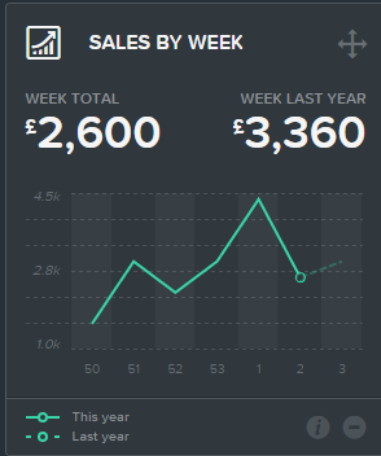 SALES BY WEEK
WEEK TOTAL WEEK LAST YEAR
£2,600 £3,360
4.5k
2.8k
1.0k
50 51 52 53 1 2 3
This year
Last year